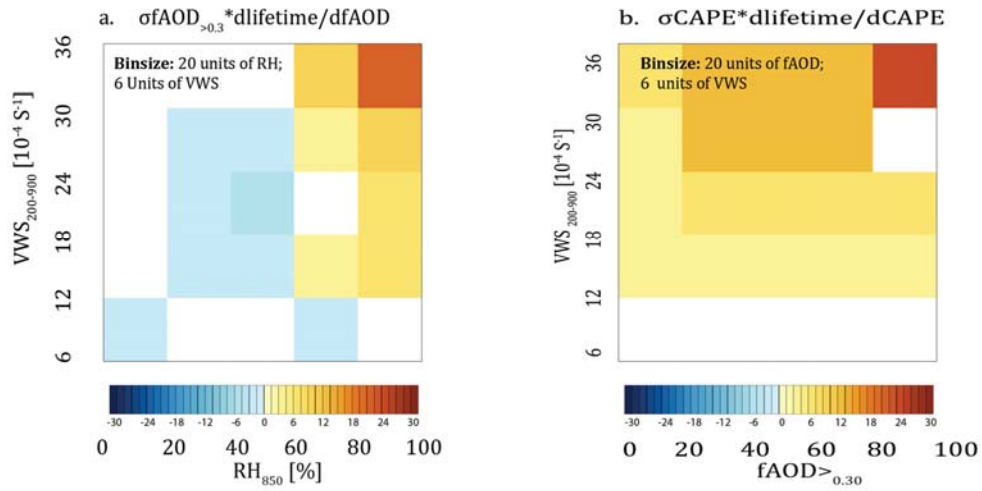 a. σfAOD>0.3*dlifetime/dfAOD
Binsize: 20 units of RH;
6 Units of VWS
VWS200-900 [10-4 S-1]
36
30
24
18
12
6
-30 -24 -18 -12 -6 0 6 12 18 24 30
0 20 40 60 80 100
RH850 [%]
b. σCAPE*dlifetime/dCAPE
Binsize: 20 units of fAOD;
6 units of VWS
VWS200-900 [10-4 S-1]
36
30
24
18
12
6
-30 -24 -18 -12 -6 0 6 12 18 24 30
0 20 40 60 80 100
fAOD>0.30